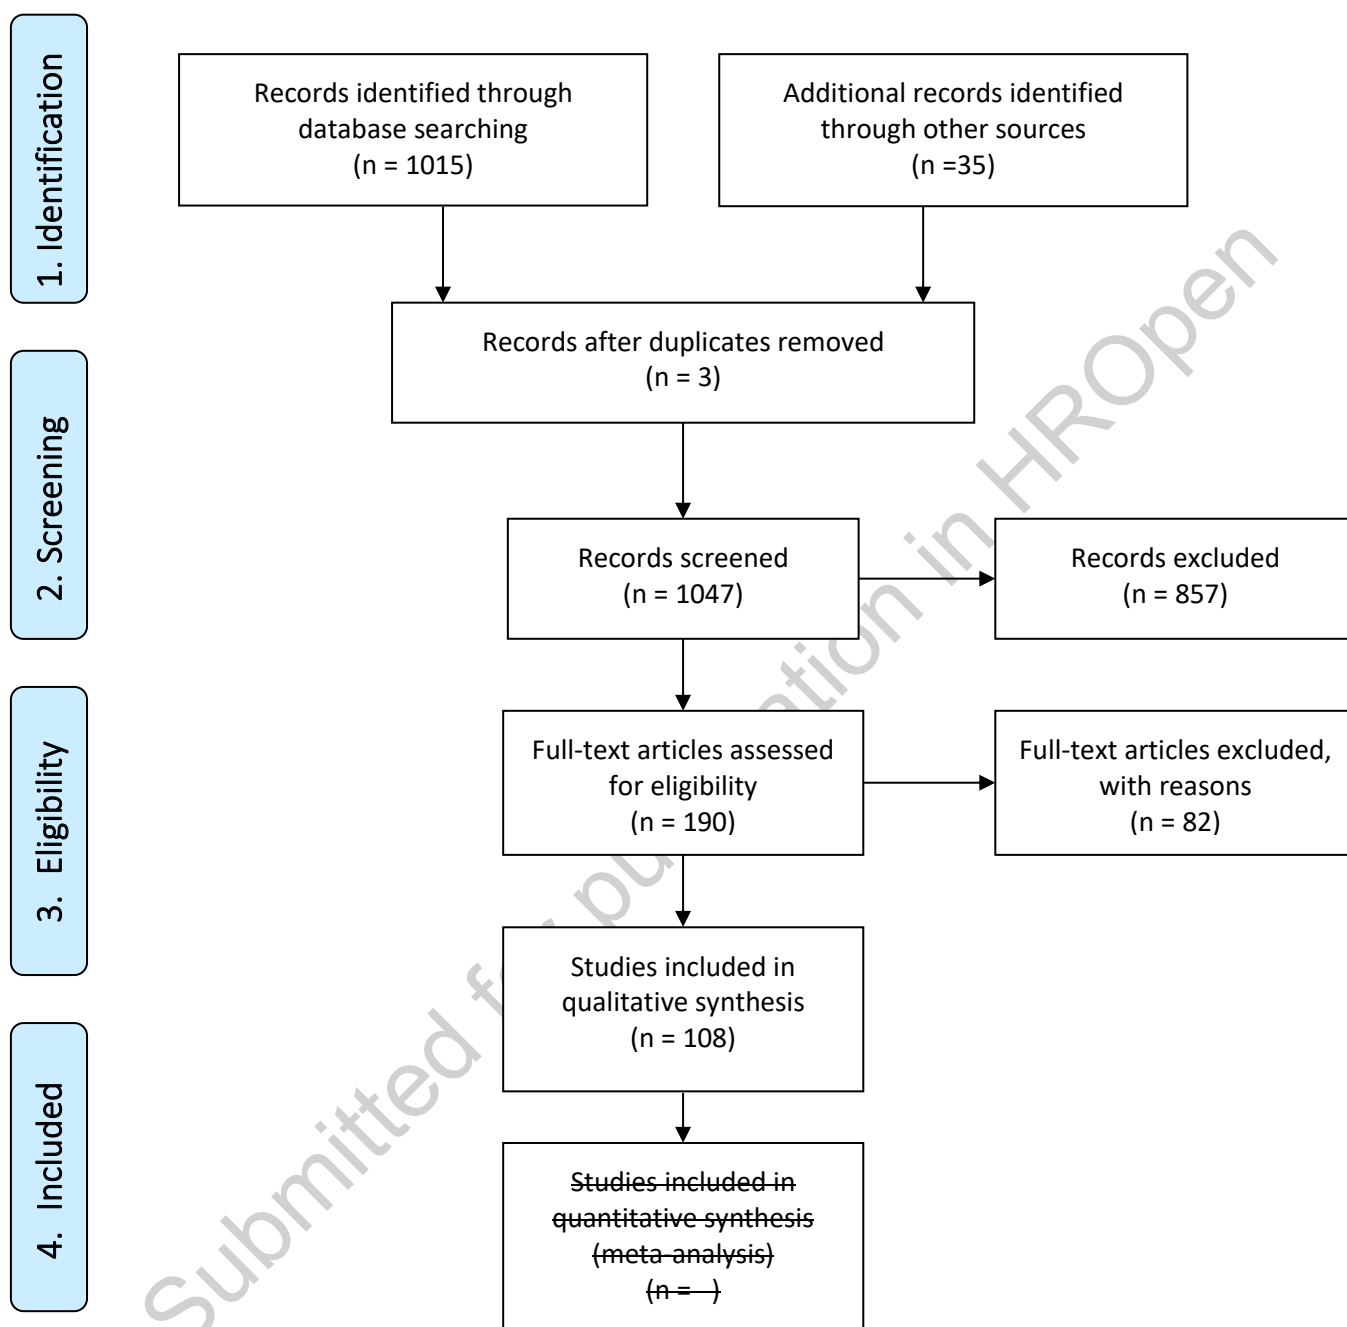 1. Identification
Records identified through
database searching
(n = 1015)
Additional records identified
through other sources
(n =35)
Records after duplicates removed
(n = 3)
2. Screening
Records screened
(n = 1047)
Records excluded
(n = 857)
3. Eligibility
Full-text articles assessed
for eligibility
(n = 190)
Full-text articles excluded,
with reasons
(n = 82)
Studies included in
qualitative synthesis
(n = 108)
4. Included
Studies included in
quantitative synthesis
(meta-analysis)
(n = )
Submitted for publication in HROpen